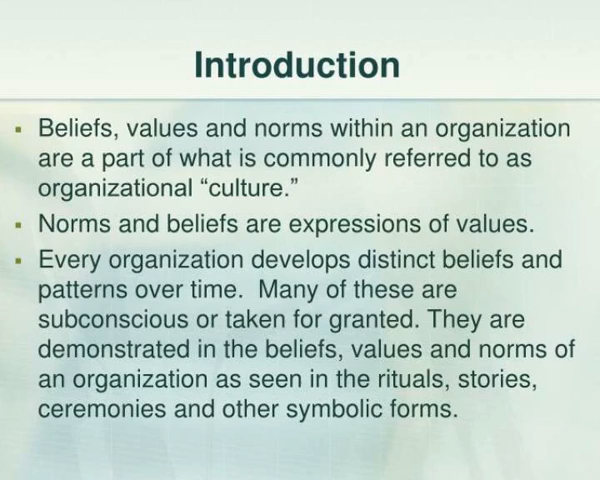 Introduction
Beliefs, values and norms within an organization
are a part of what is commonly referred to as
organizational “culture.”
Norms and beliefs are expressions of values.
Every organization develops distinct beliefs and
patterns over time.  Many of these are
subconscious or taken for granted. They are
demonstrated in the beliefs, values and norms of
an organization as seen in the rituals, stories,
ceremonies and other symbolic forms.